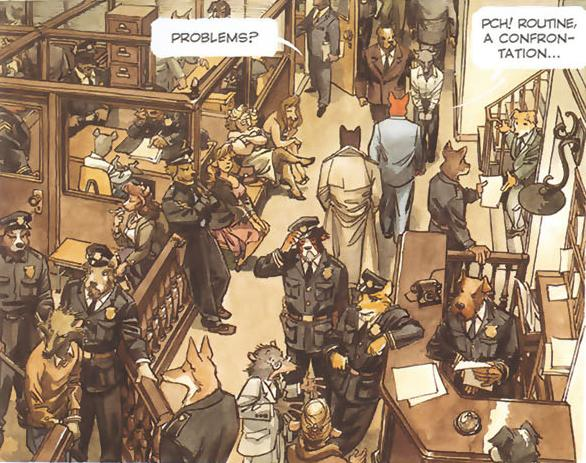 PROBLEMS?
PCH! ROUTINE,
A CONFRON-
TATION...